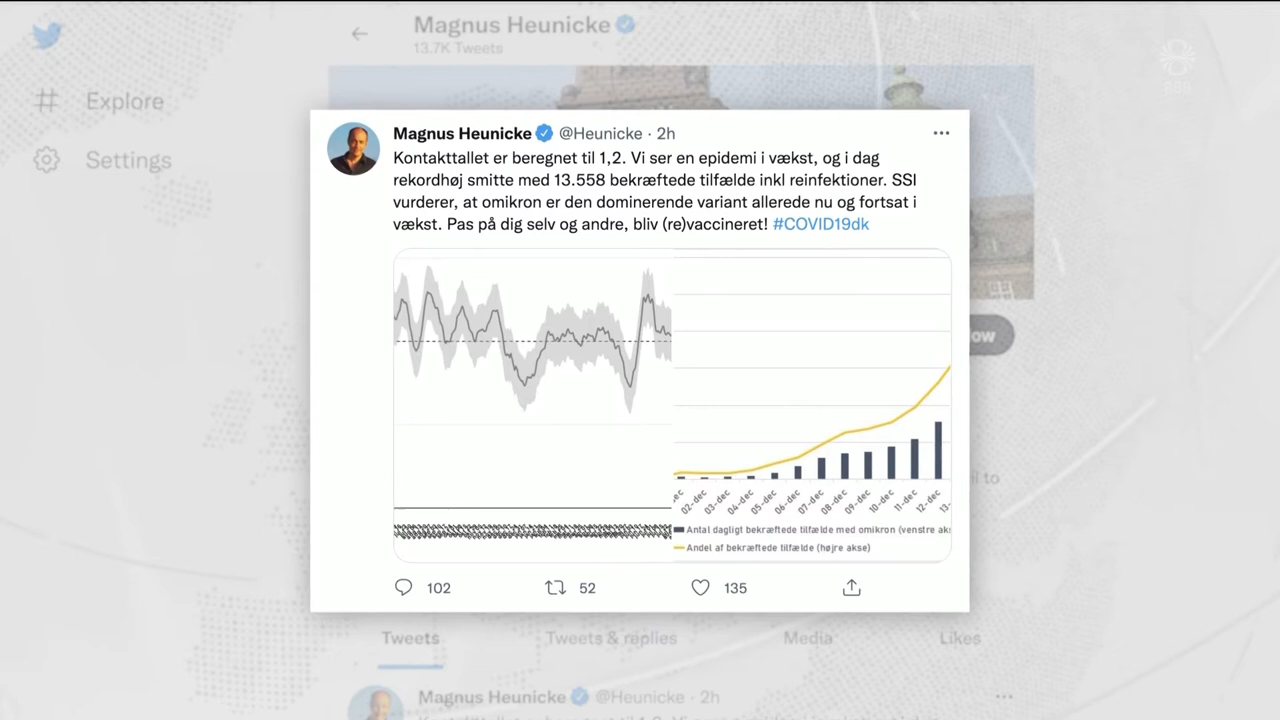 Magnus Heunicke
13.7K Tweets
Explore
Settings
Magnus Heunicke @Heunicke · 2h
Kontakttallet er beregnet til 1,2. Vi ser en epidemi i vækst, og i dag
rekordhøj smitte med 13.558 bekræftede tilfælde inkl reinfektioner. SSI
vurderer, at omikron er den dominerende variant allerede nu og fortsat i
vækst. Pas på dig selv og andre, bliv (re)vaccineret! #COVID19dk
02-dec
03-dec
04-dec
05-dec
06-dec
07-dec
08-dec
09-dec
10-dec
11-dec
12-dec
13-
Antal dagligt bekræftede tilfælde med omikron (venstre aks
Andel af bekræftede tilfælde (højre akse)
102 52 135
Tweets Tweets & replies Media Likes
Magnus Heunicke @Heunicke · 2h